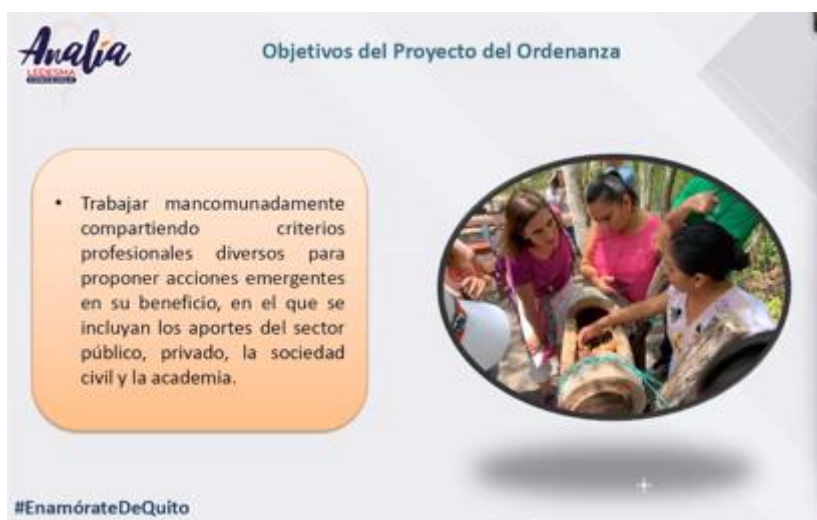 Analía
LEDESMA
Objetivos del Proyecto del Ordenanza
• Trabajar mancomunadamente
compartiendo criterios
profesionales diversos para
proponer acciones emergentes
en su beneficio, en el que se
incluyan los aportes del sector
público, privado, la sociedad
civil y la academia.
#EnamórateDeQuito